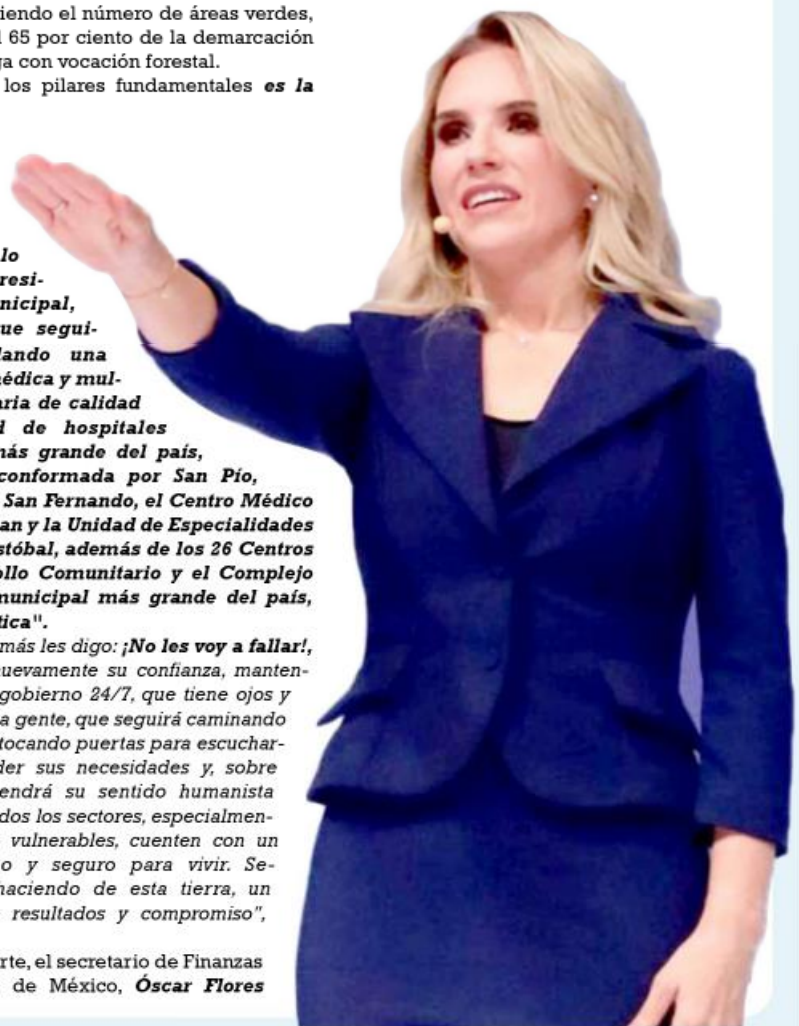 iendo el número de áreas verdes,
l 65 por ciento de la demarcación
ga con vocación forestal.
los pilares fundamentales es la
lo
resi-
nicipal,
ue segui-
lando una
médica y mul-
aria de calidad
d de hospitales
más grande del país,
conformada por San Pío,
San Fernando, el Centro Médico
an y la Unidad de Especialidades
stóbal, además de los 26 Centros
ollo Comunitario y el Complejo
municipal más grande del país,
tica".
más les digo: ¡No les voy a fallar!,
nuevamente su confianza, manten-
gobierno 24/7, que tiene ojos y
a gente, que seguirá caminando
tocando puertas para escuchar-
der sus necesidades y, sobre
endrá su sentido humanista
dos los sectores, especialmen-
vulnerables, cuenten con un
o y seguro para vivir. Se-
haciendo de esta tierra, un
resultados y compromiso",
rte, el secretario de Finanzas
de México, Óscar Flores